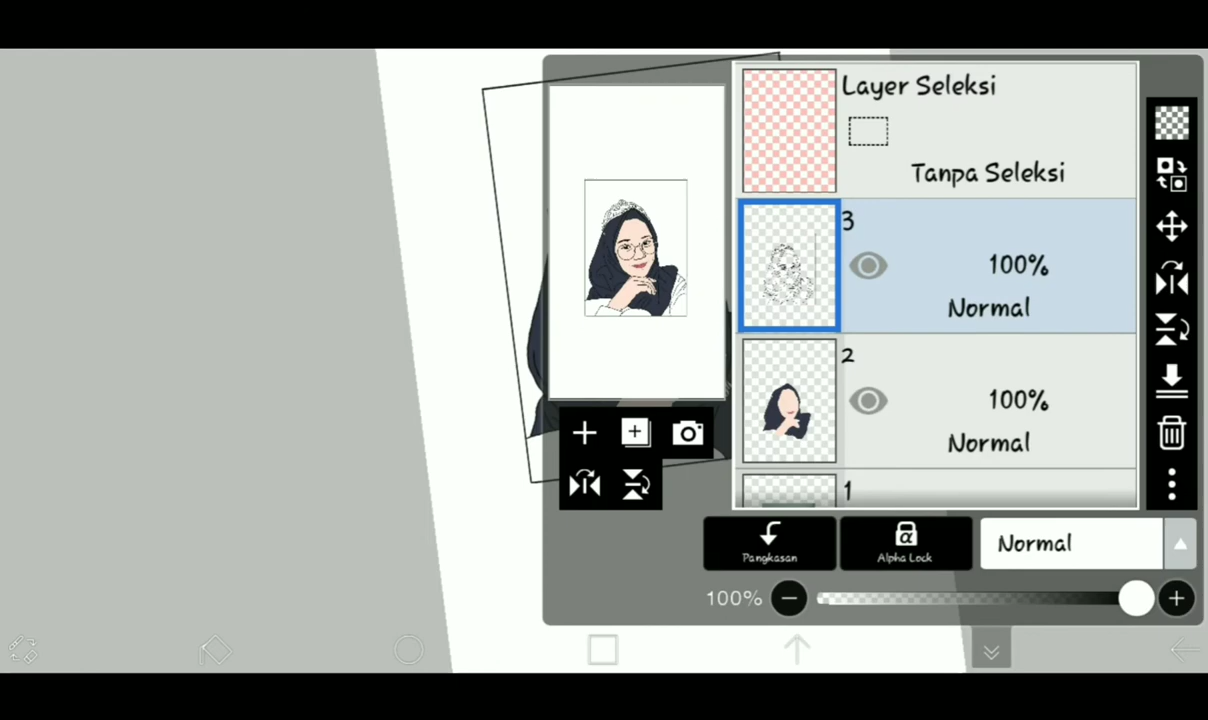 Layer Seleksi
Tanpa Seleksi
3
100%
Normal
2
100%
Normal
1
Pangkasan
Alpha Lock
Normal
100%